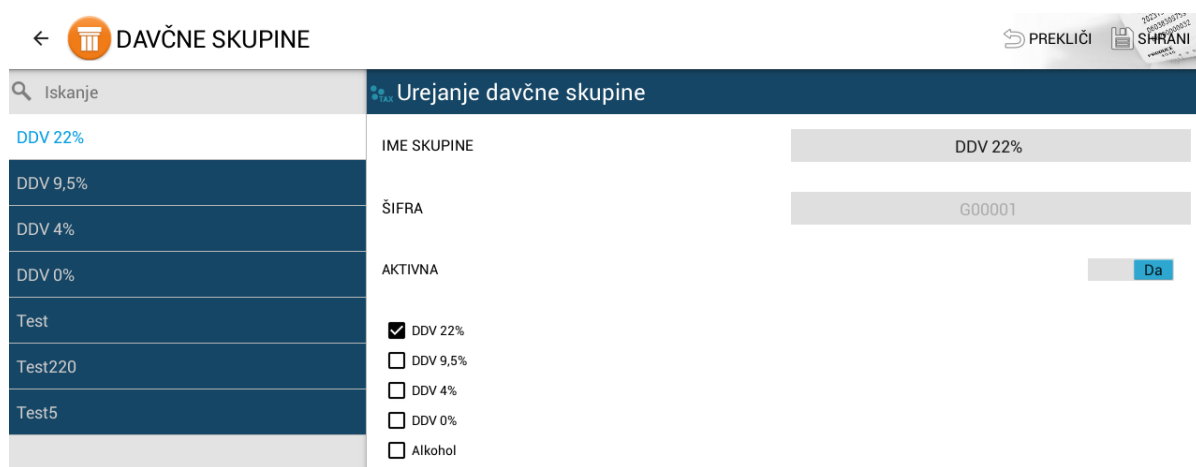 DAVČNE SKUPINE
PREKLIČI
SHRANI
Iskanje
DDV 22%
DDV 9,5%
DDV 4%
DDV 0%
Test
Test220
Test5
TAX Urejanje davčne skupine
IME SKUPINE
DDV 22%
ŠIFRA
G00001
AKTIVNA
Da
DDV 22%
DDV 9,5%
DDV 4%
DDV 0%
Alkohol